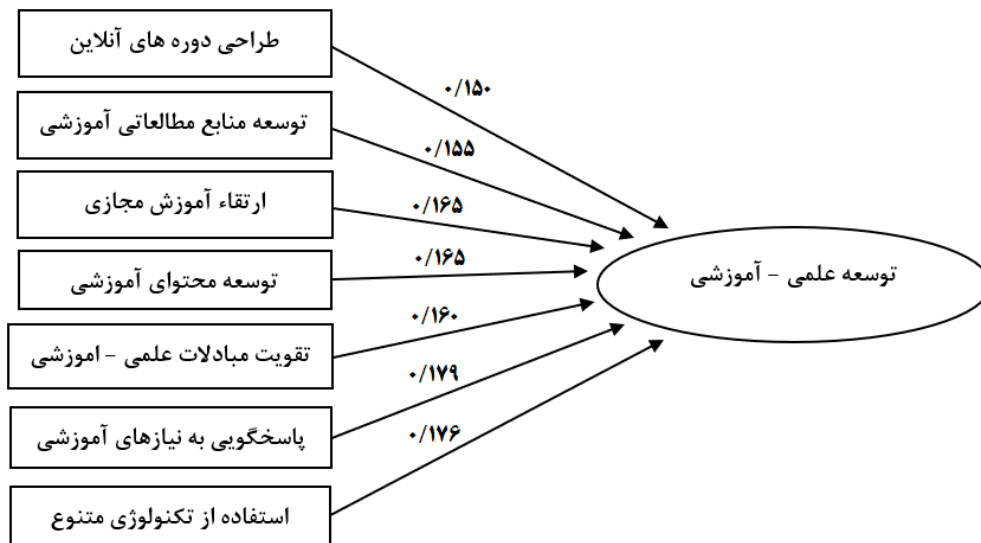 طراحی دوره های آنلاین
۰/۱۵۰
توسعه منابع مطالعاتی آموزشی
۰/۱۵۵
ارتقاء آموزش مجازی
۰/۱۶۵
توسعه محتوای آموزشی
۰/۱۶۵
توسعه علمی - آموزشی
تقویت مبادلات علمی - اموزشی
۰/۱۶۰
پاسخگویی به نیازهای آموزشی
۰/۱۷۹
استفاده از تکنولوژی متنوع
۰/۱۷۶